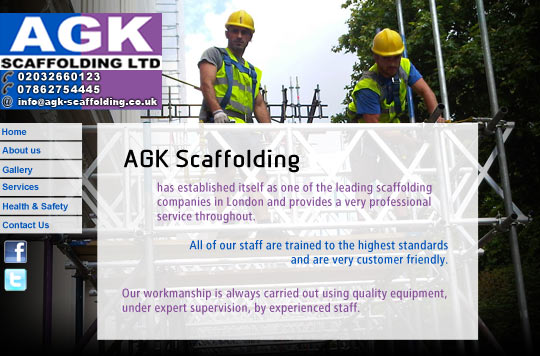 AGK
SCAFFOLDING LTD
02032660123
07862754445
@ info@agk-scaffolding.co.uk
Home
About us
Gallery
Services
Health & Safety
Contact Us
AGK Scaffolding
has established itself as one of the leading scaffolding
companies in London and provides a very professional
service throughout.
All of our staff are trained to the highest standards
and are very customer friendly.
Our workmanship is always carried out using quality equipment,
under expert supervision, by experienced staff.